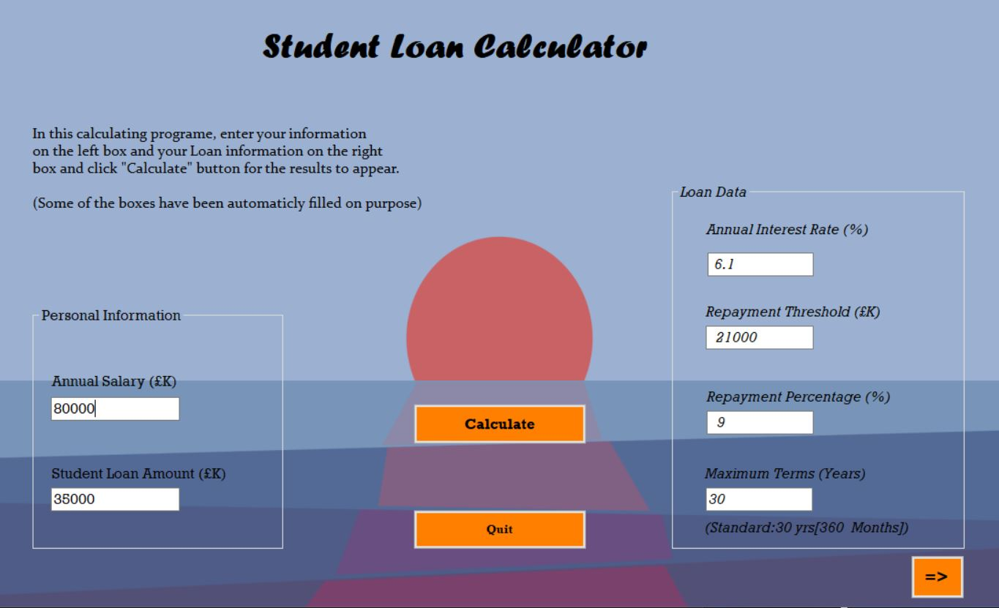 Student Loan Calculator
In this calculating programe, enter your information
on the left box and your Loan information on the right
box and click "Calculate" button for the results to appear.
(Some of the boxes have been automaticly filled on purpose)
Personal Information
Annual Salary (£K)
80000
Student Loan Amount (£K)
35000
Calculate
Quit
Loan Data
Annual Interest Rate (%)
6.1
Repayment Threshold (£K)
21000
Repayment Percentage (%)
9
Maximum Terms (Years)
30
(Standard:30 yrs[360 Months])
=>